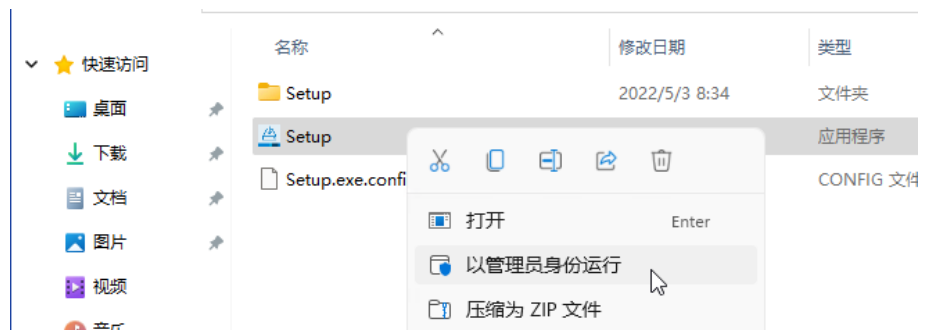 名称 修改日期 类型
快速访问
Setup 2022/5/3 8:34 文件夹
桌面
Setup 应用程序
下载
Setup.exe.confi CONFIG 文件
文档
打开 Enter
图片
以管理员身份运行
视频
压缩为 ZIP 文件
音乐